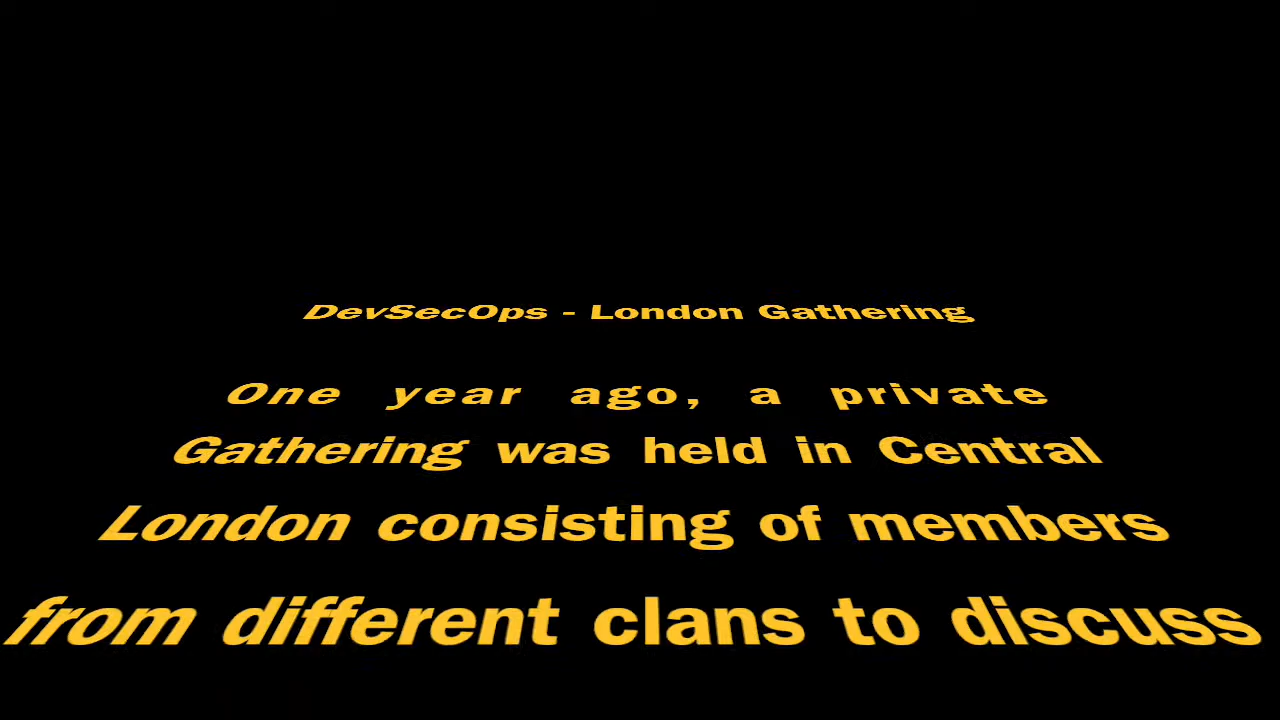 DevSecOps - London Gathering
One year ago, a private
Gathering was held in Central
London consisting of members
from different clans to discuss